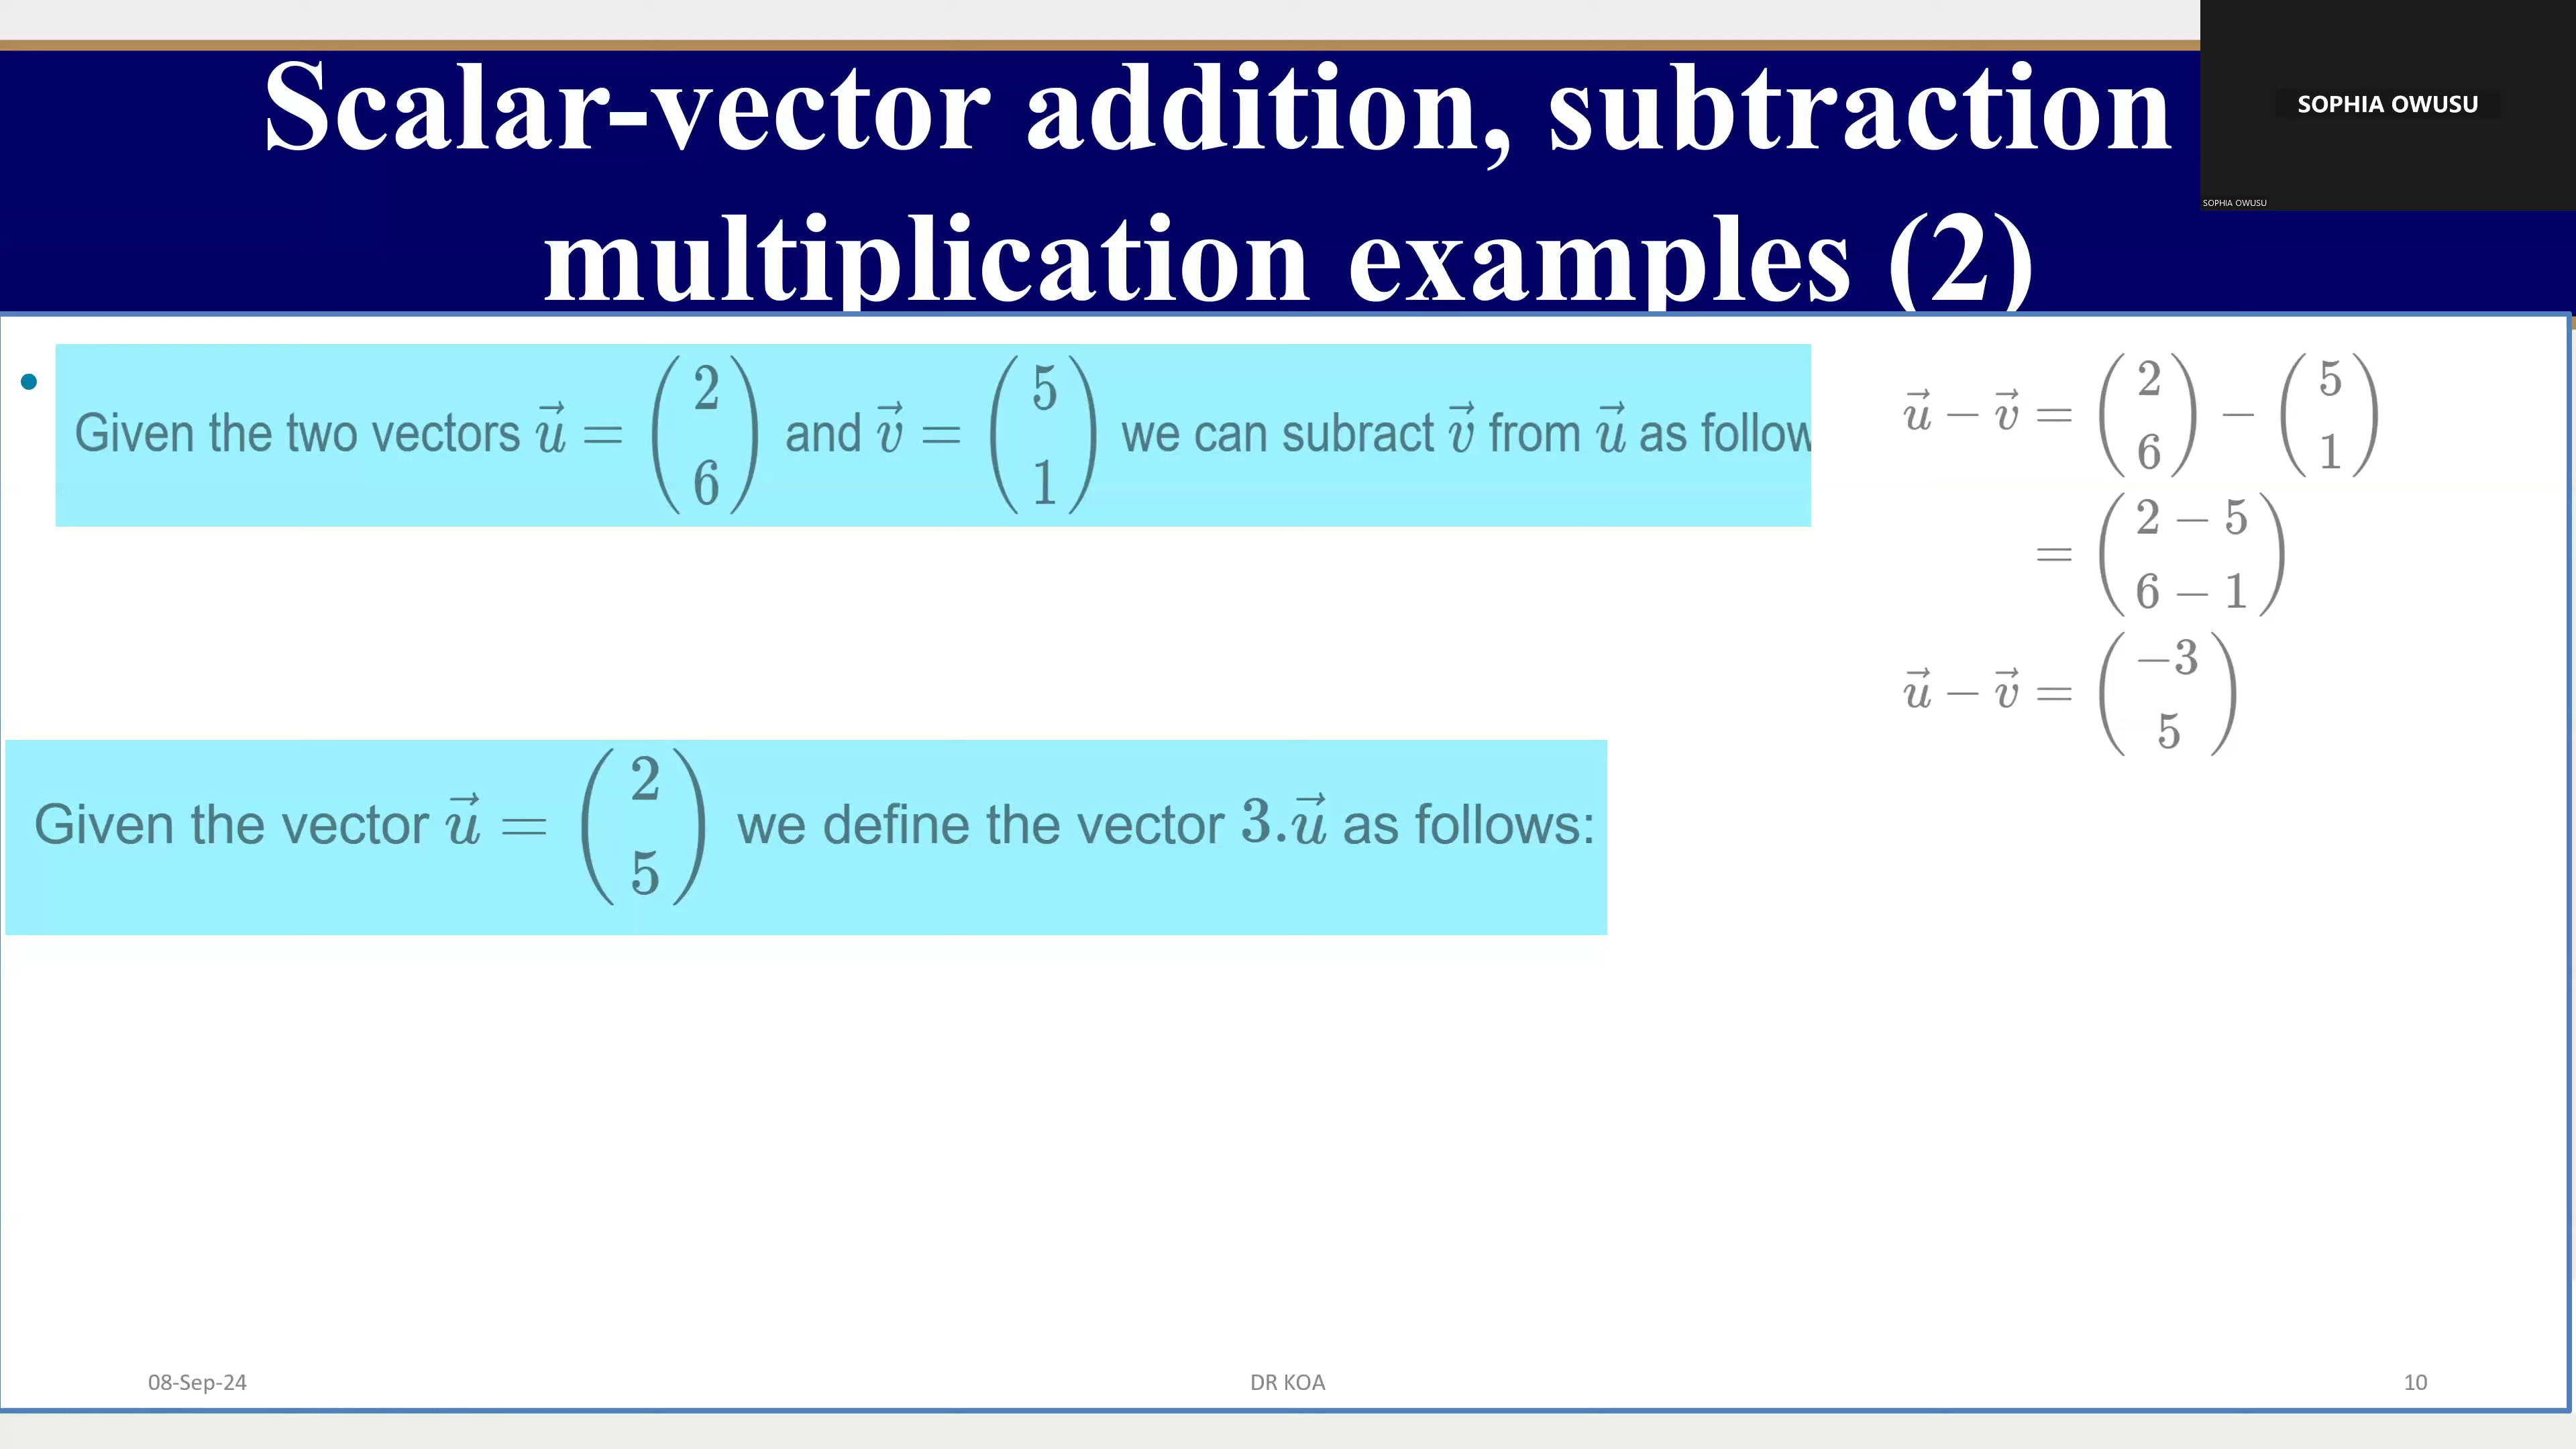 Scalar-vector addition, subtraction
multiplication examples (2)
SOPHIA OWUSU
SOPHIA OWUSU
• Given the two vectors \vec{u} = \begin{pmatrix} 2 \\ 6 \end{pmatrix} and \vec{v} = \begin{pmatrix} 5 \\ 1 \end{pmatrix} we can subract \vec{v} from \vec{u} as follow
\vec{u} - \vec{v} = \begin{pmatrix} 2 \\ 6 \end{pmatrix} - \begin{pmatrix} 5 \\ 1 \end{pmatrix}
= \begin{pmatrix} 2 - 5 \\ 6 - 1 \end{pmatrix}
\vec{u} - \vec{v} = \begin{pmatrix} -3 \\ 5 \end{pmatrix}
Given the vector \vec{u} = \begin{pmatrix} 2 \\ 5 \end{pmatrix} we define the vector 3.\vec{u} as follows:
08-Sep-24
DR KOA
10